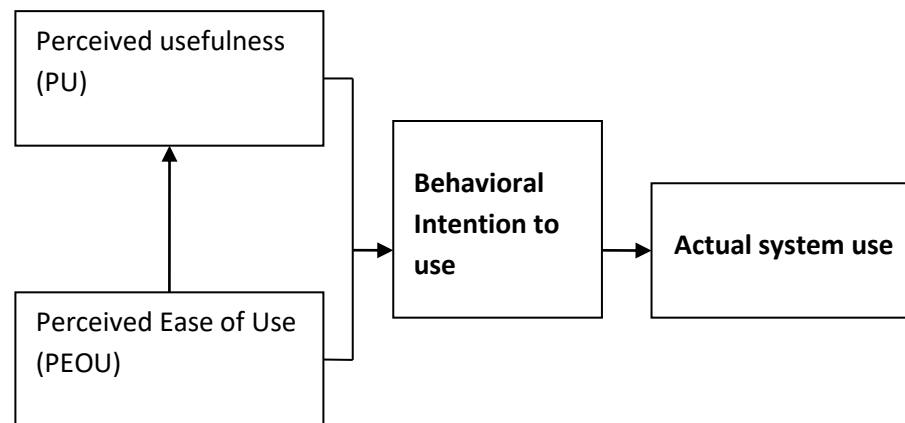 Perceived usefulness
(PU)
Behavioral
Intention to
use
Actual system use
Perceived Ease of Use
(PEOU)